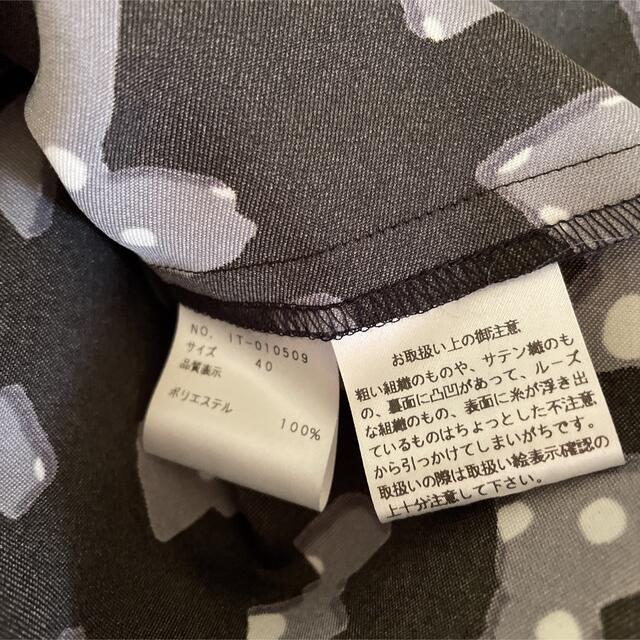 NO. IT-010509
サイズ 40
品質表示
ポリエステル 100%
お取扱い上の御注意
粗い組織のものや、サテン織のも
の、裏面に凸凹があって、ルーズ
な組織のもの、表面に糸が浮き出
ているものはちょっとした不注意
から引っかけてしまいがちです。
取扱いの際は取扱い絵表示確認の
上十分注意して下さい。